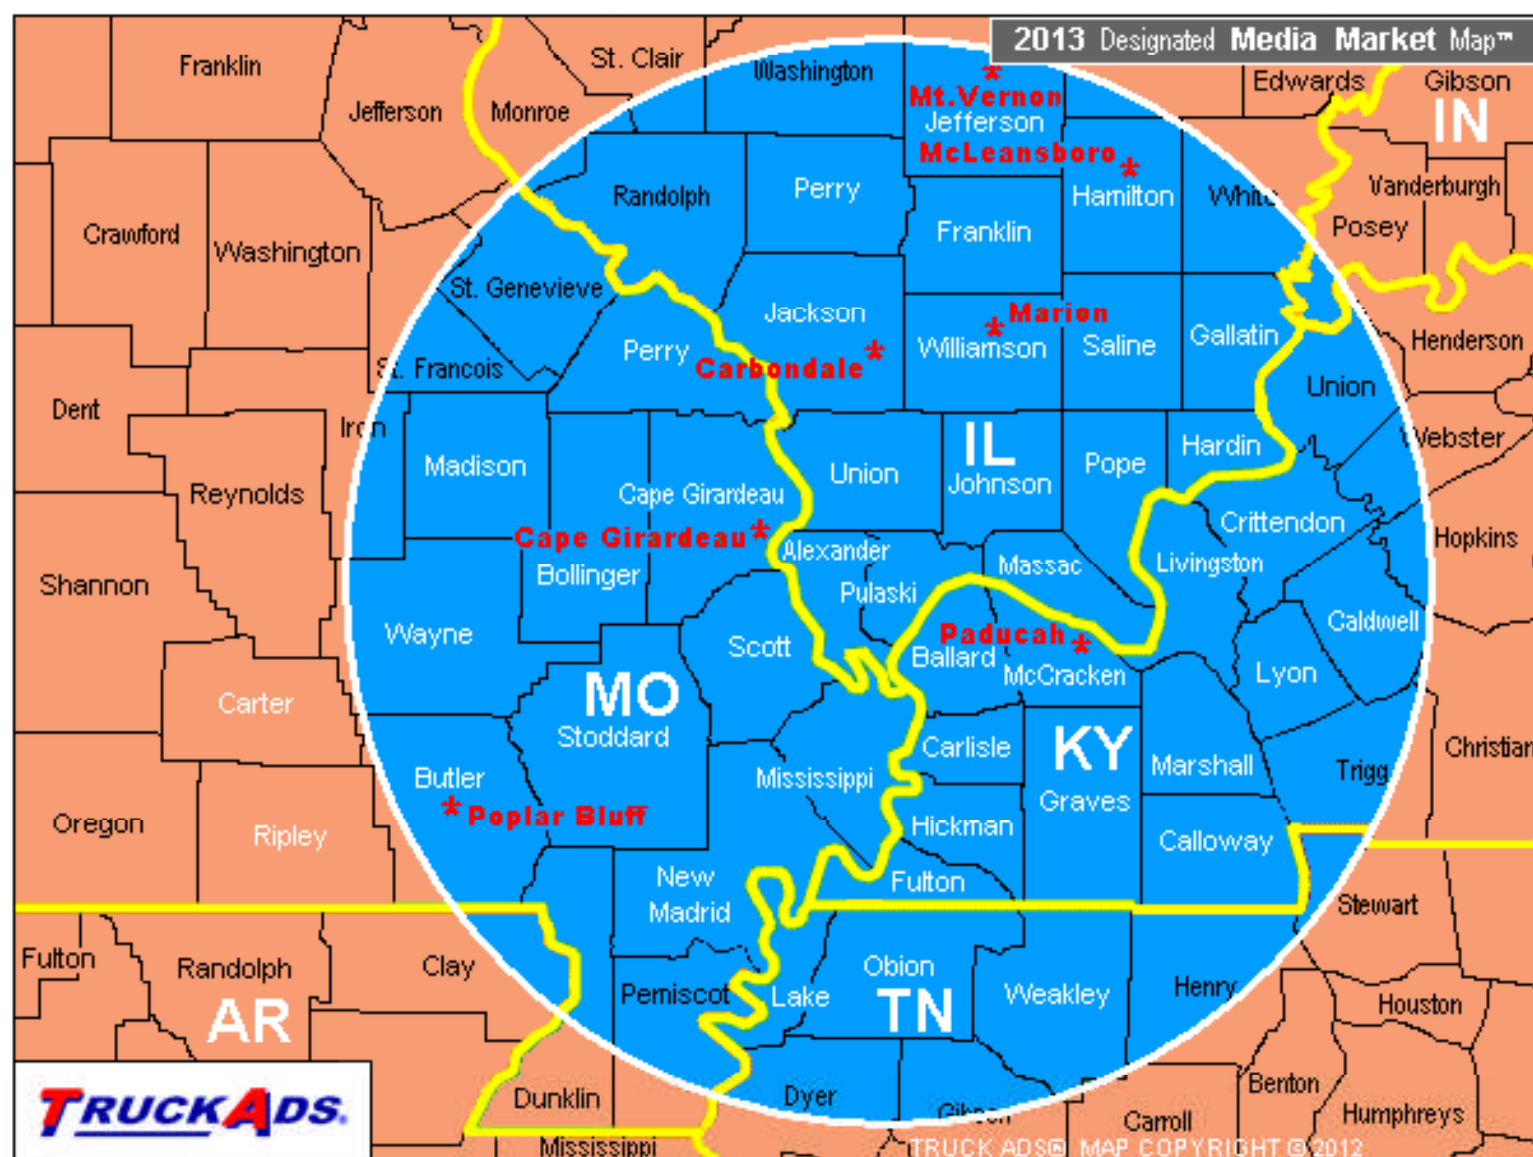 2013 Designated Media Market Map™
Franklin
St. Clair
Washington
Edwards
Gibson
IN
Jefferson
Monroe
Mt.Vernon
Jefferson
McLeansboro
Hamilton
White
Vanderburgh
Posey
Randolph
Perry
Franklin
Crawford
Washington
St. Genevieve
Jackson
Marion
Williamson
Saline
Gallatin
Henderson
Perry
Carbondale
St. Francois
Union
Dent
Iron
Webster
Madison
Cape Girardeau
Union
IL
Johnson
Pope
Hardin
Reynolds
Crittendon
Hopkins
Cape Girardeau
Alexander
Massac
Livingston
Bollinger
Pulaski
Shannon
Wayne
Scott
Paducah
Ballard
McCracken
Caldwell
Lyon
Carter
MO
Stoddard
Carlisle
KY
Marshall
Trigg
Christian
Butler
Mississippi
Graves
Poplar Bluff
Oregon
Ripley
Hickman
Calloway
New
Madrid
Fulton
Stewart
Fulton
Randolph
Clay
AR
Pemiscot
Lake
Obion
TN
Weakley
Henry
Houston
TRUCKADS.
Dunklin
Dyer
Gibson
Benton
Carroll
Humphreys
Mississippi
TRUCK ADS® MAP COPYRIGHT © 2012